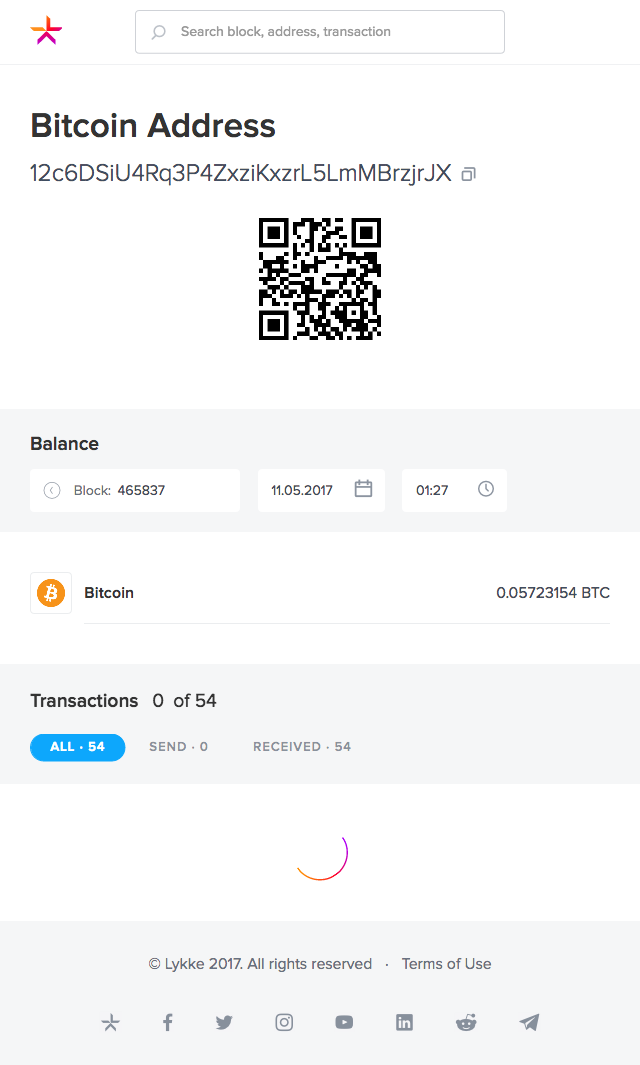 Search block, address, transaction
Bitcoin Address
12c6DSiU4Rq3P4ZxziKxzrL5LmMBrzjrJX
Balance
Block: 465837 11.05.2017 01:27
Bitcoin 0.05723154 BTC
Transactions 0 of 54
ALL · 54 SEND · 0 RECEIVED · 54
© Lykke 2017. All rights reserved · Terms of Use